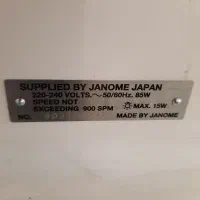 SUPPLIED BY JANOME JAPAN
220-240 VOLTS.～50/60Hz. 85W
SPEED NOT
EXCEEDING 900 SPM MAX. 15W
NO. MADE BY JANOME